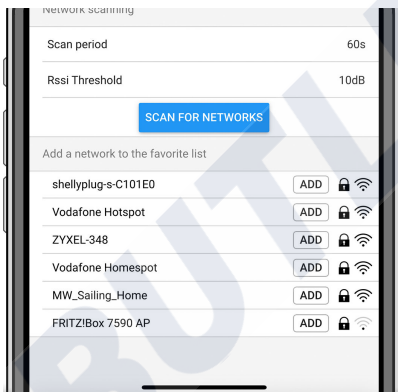 Network scanning
Scan period 60s
Rssi Threshold 10dB
SCAN FOR NETWORKS
Add a network to the favorite list
shellyplug-s-C101E0 ADD
Vodafone Hotspot ADD
ZYXEL-348 ADD
Vodafone Homespot ADD
MW_Sailing_Home ADD
FRITZ!Box 7590 AP ADD